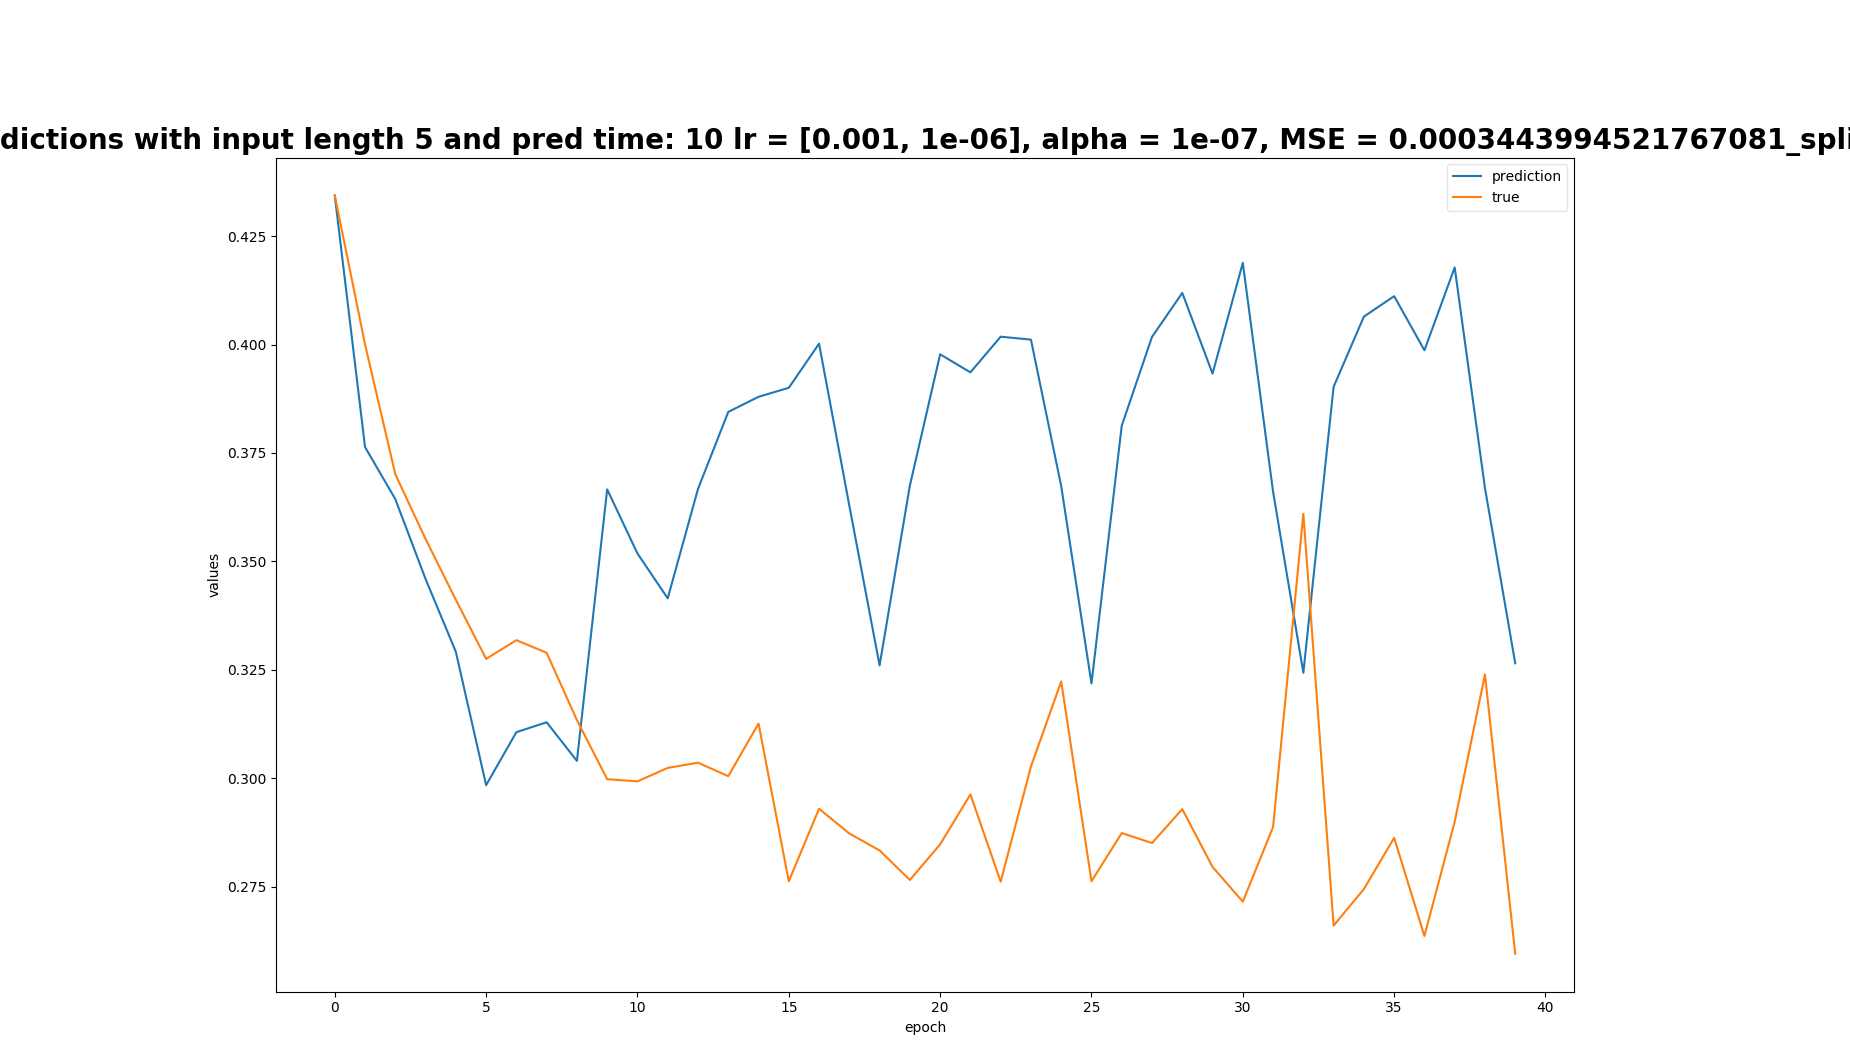 dictions with input length 5 and pred time: 10 lr = [0.001, 1e-06], alpha = 1e-07, MSE = 0.0003443994521767081_spli
prediction
true
0.425
0.400
0.375
0.350
0.325
0.300
0.275
values
0 5 10 15 20 25 30 35 40
epoch